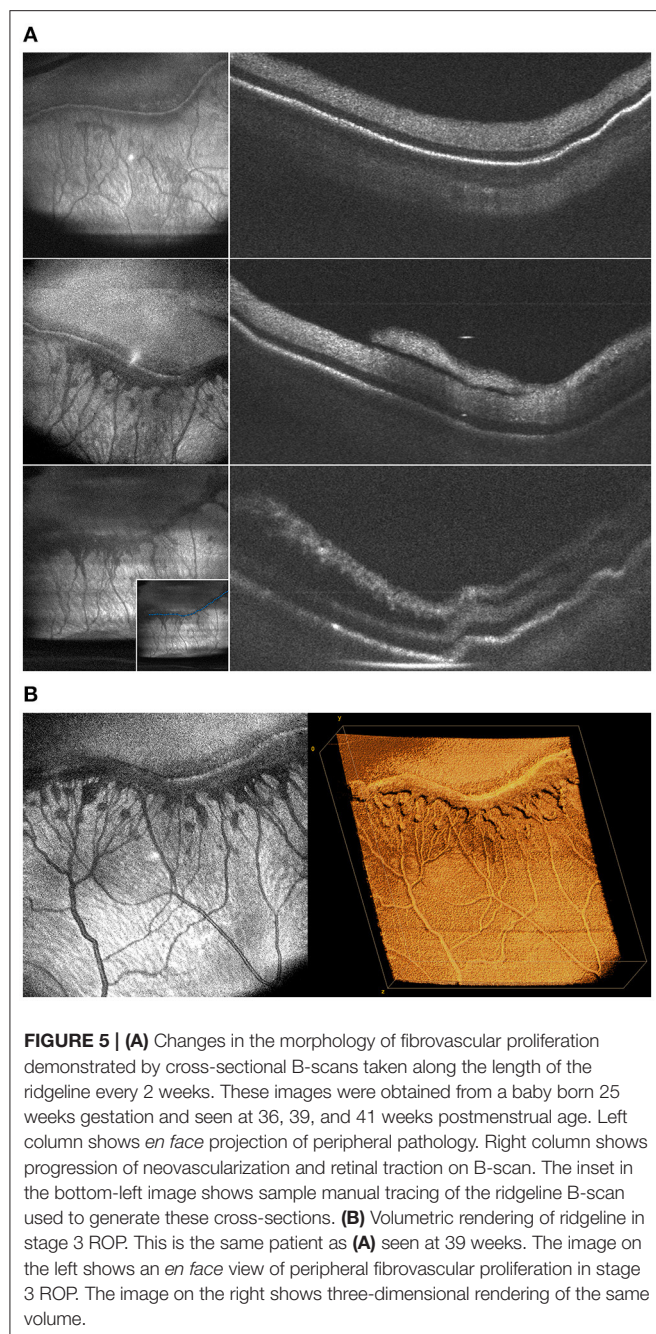 A
B
y
0
z
FIGURE 5 | (A) Changes in the morphology of fibrovascular proliferation
demonstrated by cross-sectional B-scans taken along the length of the
ridgeline every 2 weeks. These images were obtained from a baby born 25
weeks gestation and seen at 36, 39, and 41 weeks postmenstrual age. Left
column shows en face projection of peripheral pathology. Right column shows
progression of neovascularization and retinal traction on B-scan. The inset in
the bottom-left image shows sample manual tracing of the ridgeline B-scan
used to generate these cross-sections. (B) Volumetric rendering of ridgeline in
stage 3 ROP. This is the same patient as (A) seen at 39 weeks. The image on
the left shows an en face view of peripheral fibrovascular proliferation in stage
3 ROP. The image on the right shows three-dimensional rendering of the same
volume.